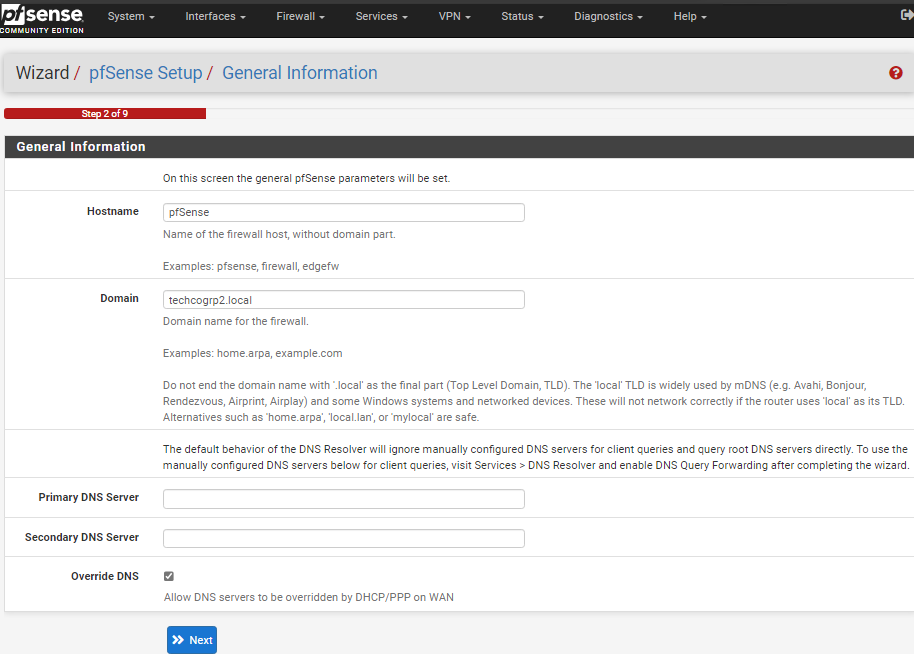 pfsense
COMMUNITY EDITION
System Interfaces Firewall Services VPN Status Diagnostics Help
Wizard / pfSense Setup / General Information
Step 2 of 9
General Information
On this screen the general pfSense parameters will be set.
Hostname pfSense
Name of the firewall host, without domain part.
Examples: pfsense, firewall, edgefw
Domain techcogrp2.local
Domain name for the firewall.
Examples: home.arpa, example.com
Do not end the domain name with '.local' as the final part (Top Level Domain, TLD). The 'local' TLD is widely used by mDNS (e.g. Avahi, Bonjour,
Rendezvous, Airprint, Airplay) and some Windows systems and networked devices. These will not network correctly if the router uses 'local' as its TLD.
Alternatives such as 'home.arpa', 'local.lan', or 'mylocal' are safe.
The default behavior of the DNS Resolver will ignore manually configured DNS servers for client queries and query root DNS servers directly. To use the
manually configured DNS servers below for client queries, visit Services > DNS Resolver and enable DNS Query Forwarding after completing the wizard.
Primary DNS Server
Secondary DNS Server
Override DNS
Allow DNS servers to be overridden by DHCP/PPP on WAN
Next